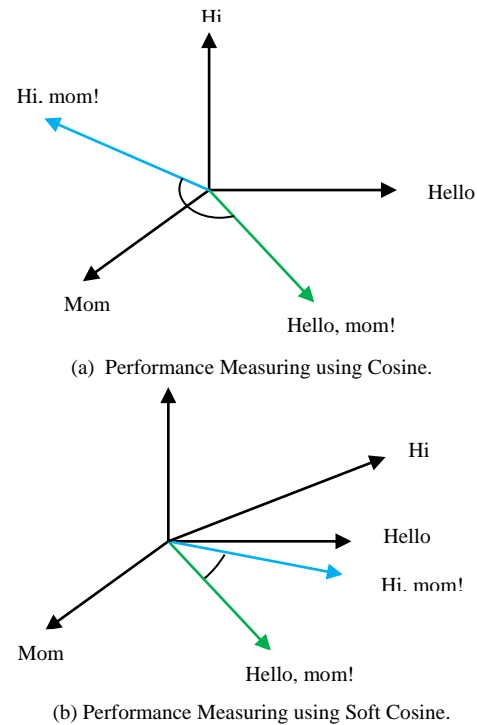 Hi
Hi, mom!
Hello
Mom
Hello, mom!
(a) Performance Measuring using Cosine.
Hi
Hello
Hi, mom!
Mom
Hello, mom!
(b) Performance Measuring using Soft Cosine.